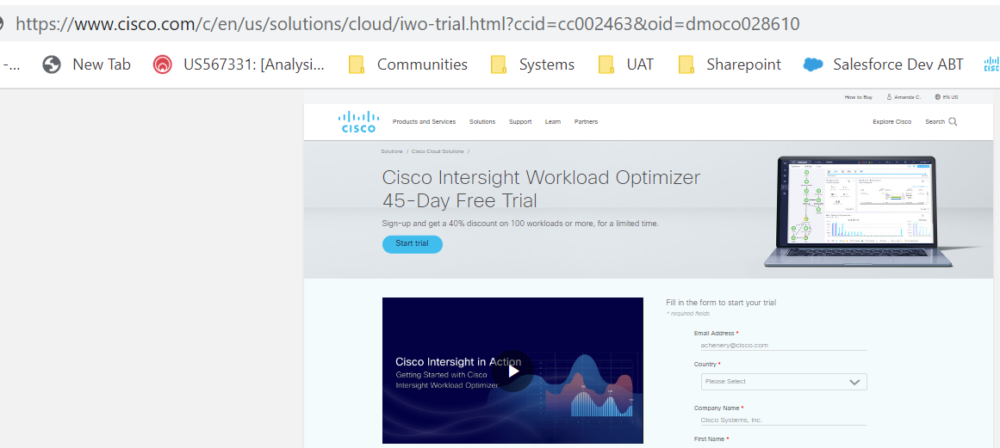 https://www.cisco.com/c/en/us/solutions/cloud/iwo-trial.html?ccid=cc002463&oid=dmoco028610
-... New Tab US567331: [Analysi... Communities Systems UAT Sharepoint Salesforce Dev ABT
How to Buy Amanda C. EN US
CISCO Products and Services Solutions Support Learn Partners Explore Cisco Search
Solutions / Cisco Cloud Solutions /
Cisco Intersight Workload Optimizer
45-Day Free Trial
Sign-up and get a 40% discount on 100 workloads or more, for a limited time.
Start trial
Cisco Intersight in Action
Getting Started with Cisco
Intersight Workload Optimizer
Fill in the form to start your trial
* required fields
Email Address *
achenery@cisco.com
Country *
Please Select
Company Name *
Cisco Systems, Inc.
First Name *